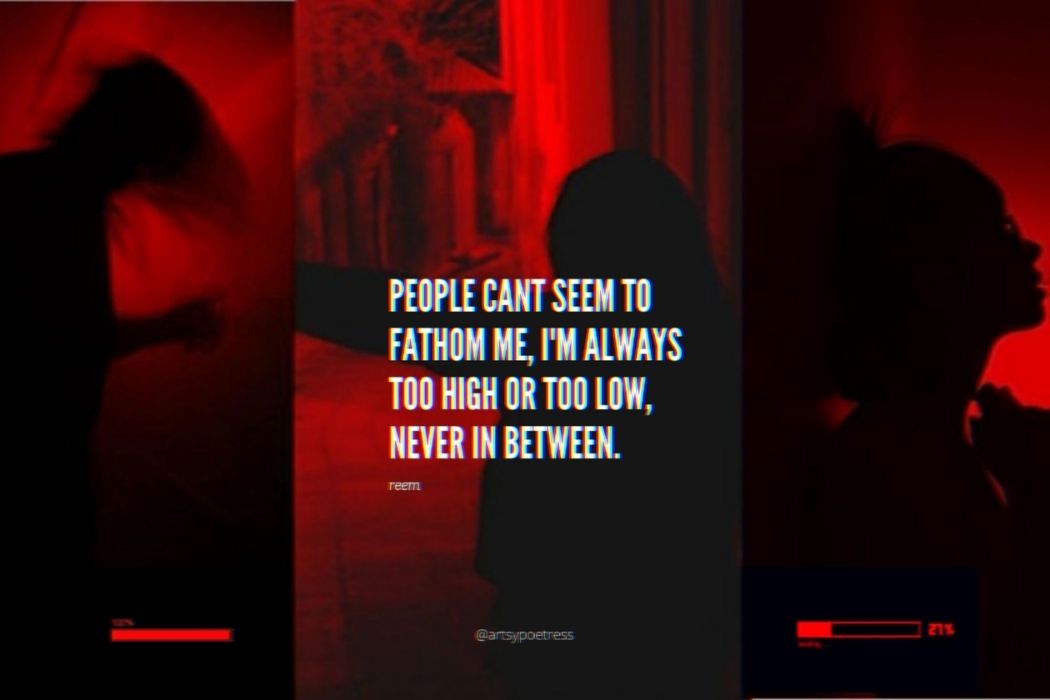 PEOPLE CANT SEEM TO
FATHOM ME, I'M ALWAYS
TOO HIGH OR TOO LOW,
NEVER IN BETWEEN.
reem
100%
@artsypoetress
21%